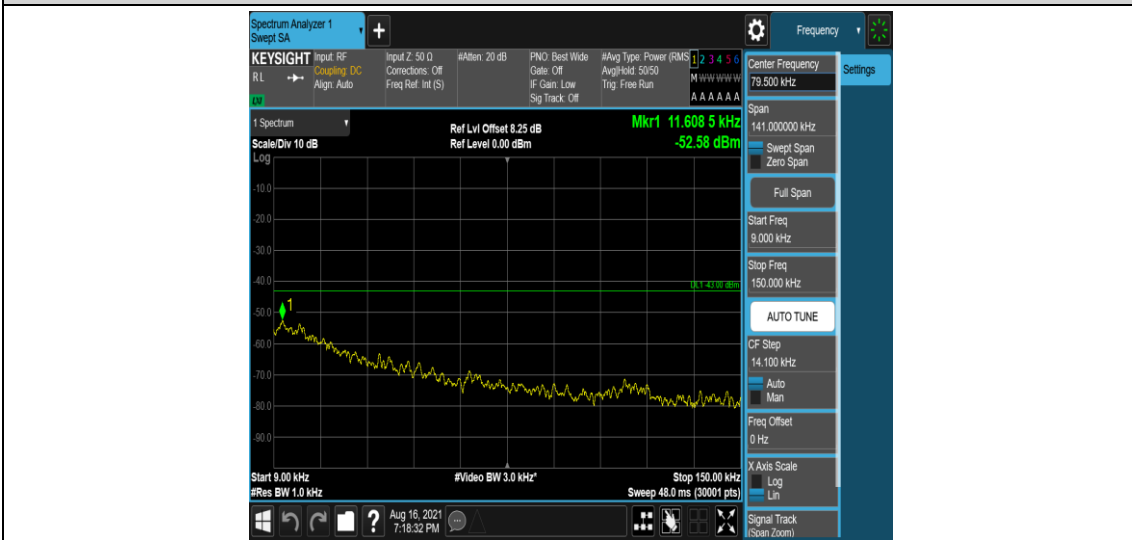 Spectrum Analyzer 1
Swept SA
+
Frequency
KEYSIGHT
RL
LXI
Input: RF
Coupling: DC
Align: Auto
Input Z: 50 Ω
Corrections: Off
Freq Ref: Int (S)
#Atten: 20 dB
PNO: Best Wide
Gate: Off
IF Gain: Low
Sig Track: Off
#Avg Type: Power (RMS
Avg|Hold: 50/50
Trig: Free Run
1 2 3 4 5 6
M W W W W W
A A A A A A
1 Spectrum
Scale/Div 10 dB
Log
Ref Lvl Offset 8.25 dB
Ref Level 0.00 dBm
Mkr1 11.608 5 kHz
-52.58 dBm
-10.0
-20.0
-30.0
-40.0
DL1 -43.00 dBm
-50.0
1
-60.0
-70.0
-80.0
-90.0
Start 9.00 kHz
#Res BW 1.0 kHz
#Video BW 3.0 kHz*
Stop 150.00 kHz
Sweep 48.0 ms (30001 pts)
Center Frequency
79.500 kHz
Settings
Span
141.000000 kHz
Swept Span
Zero Span
Full Span
Start Freq
9.000 kHz
Stop Freq
150.000 kHz
AUTO TUNE
CF Step
14.100 kHz
Auto
Man
Freq Offset
0 Hz
X Axis Scale
Log
Lin
Signal Track
(Span Zoom)
?
Aug 16, 2021
7:18:32 PM